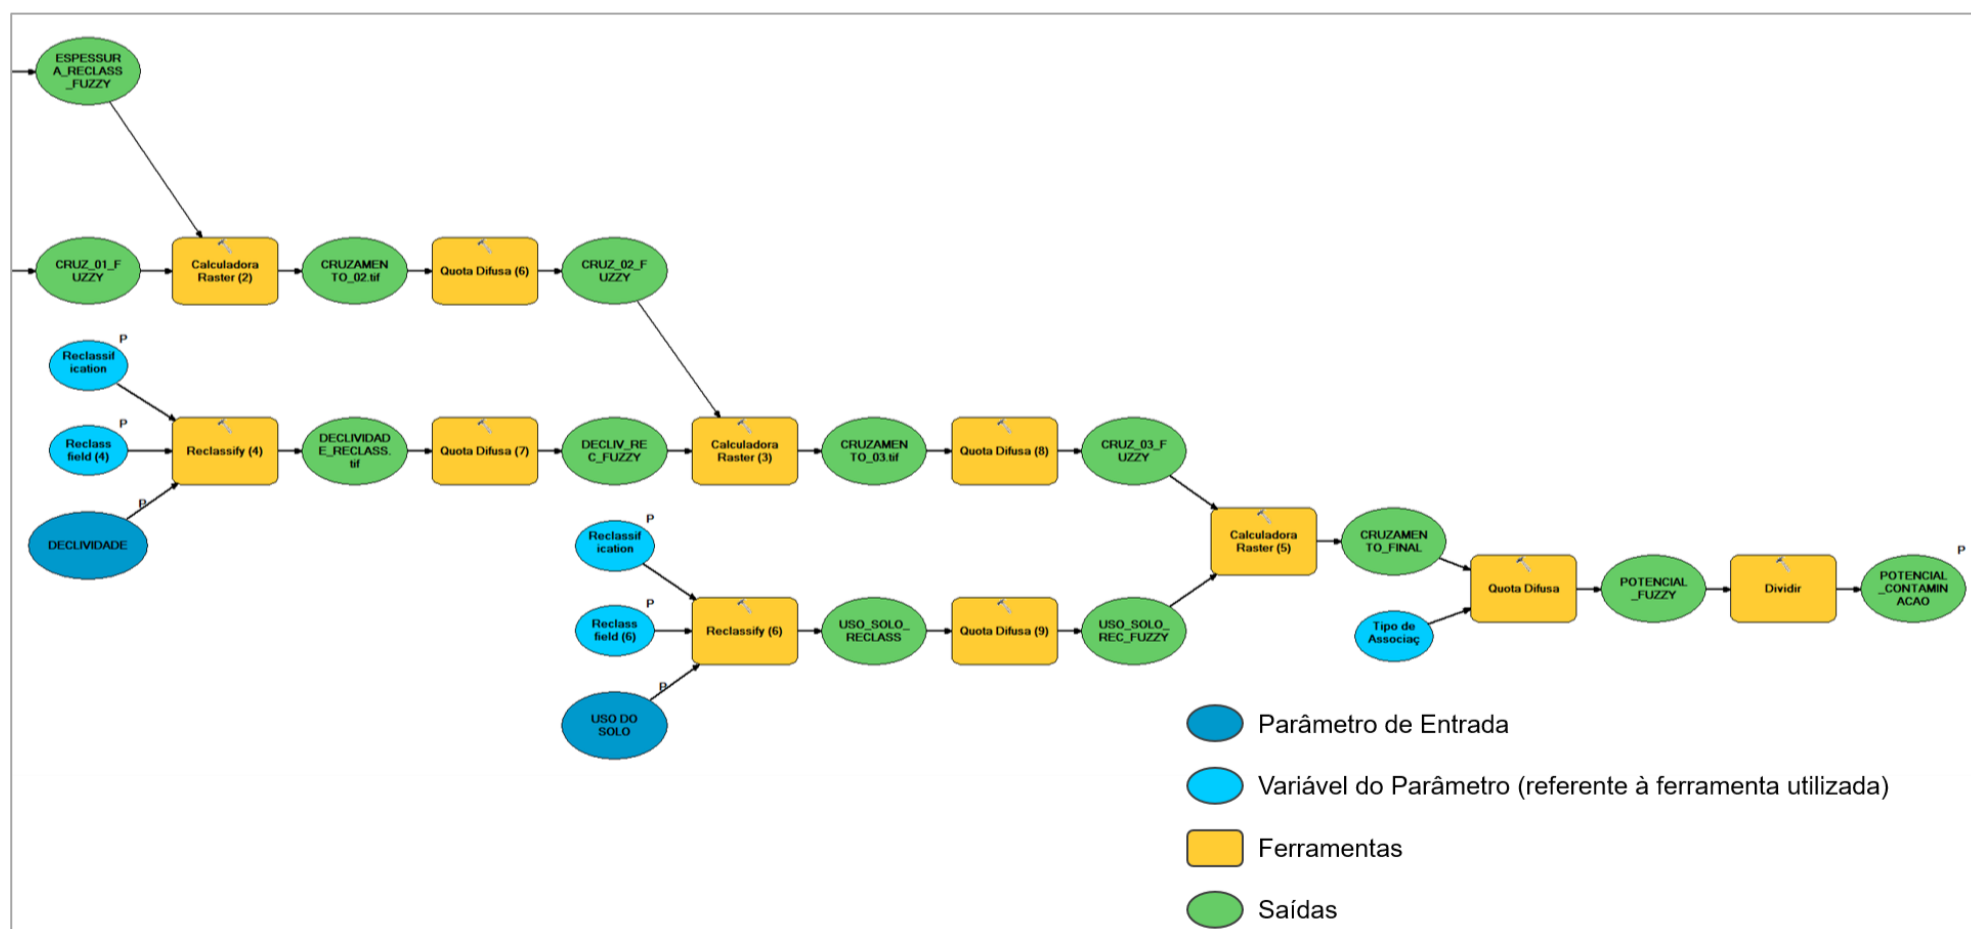 ESPESSUR
A_RECLASS
_FUZZY
CRUZ_01_F
UZZY
Calculadora
Raster (2)
CRUZAMEN
TO_02.tif
Quota Difusa (6)
CRUZ_02_F
UZZY
P
Reclassif
ication
P
Reclass
field (4)
Reclassify (4)
DECLIVIDAD
E_RECLASS.
tif
Quota Difusa (7)
DECLIV_RE
C_FUZZY
Calculadora
Raster (3)
CRUZAMEN
TO_03.tif
Quota Difusa (8)
CRUZ_03_F
UZZY
P
DECLIVIDADE
P
Reclassif
ication
Calculadora
Raster (5)
CRUZAMEN
TO_FINAL
P
Reclass
field (6)
Reclassify (6)
USO_SOLO_
RECLASS
Quota Difusa (9)
USO_SOLO_
REC_FUZZY
Tipo de
Associaç
Quota Difusa
POTENCIAL
_FUZZY
Dividir
P
POTENCIAL
_CONTAMIN
ACAO
P
USO DO
SOLO
Parâmetro de Entrada
Variável do Parâmetro (referente à ferramenta utilizada)
Ferramentas
Saídas